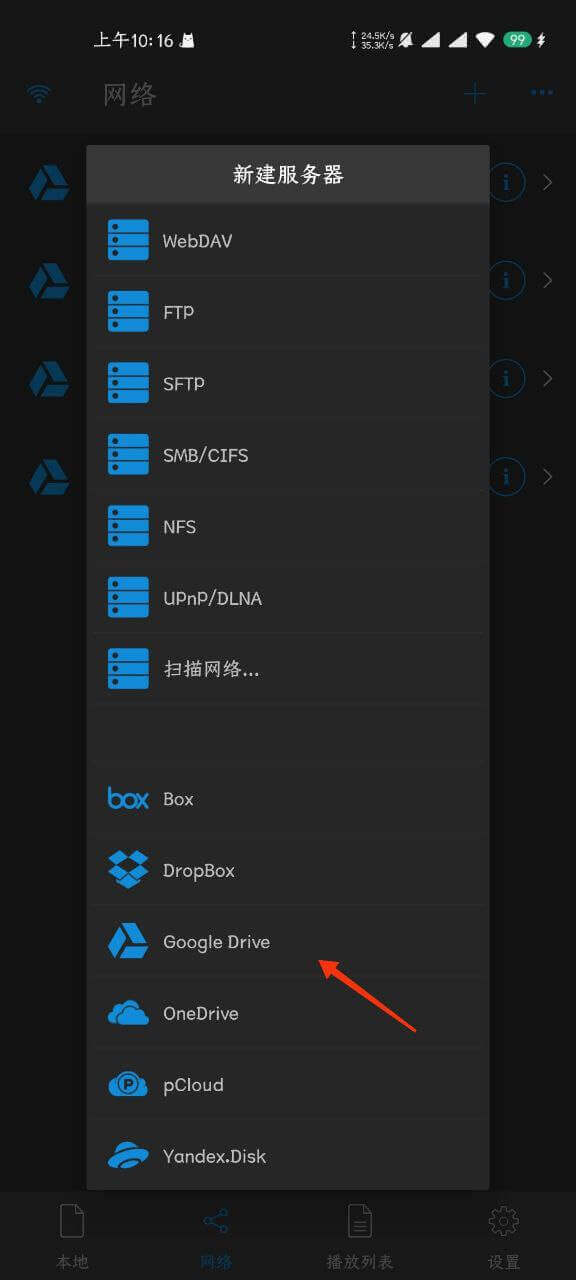 上午10:16
24.5K/s
35.3K/s
99
网络
新建服务器
WebDAV
FTP
SFTP
SMB/CIFS
NFS
UPnP/DLNA
扫描网络...
box Box
DropBox
Google Drive
OneDrive
pCloud
Yandex.Disk
本地
网络
播放列表
设置